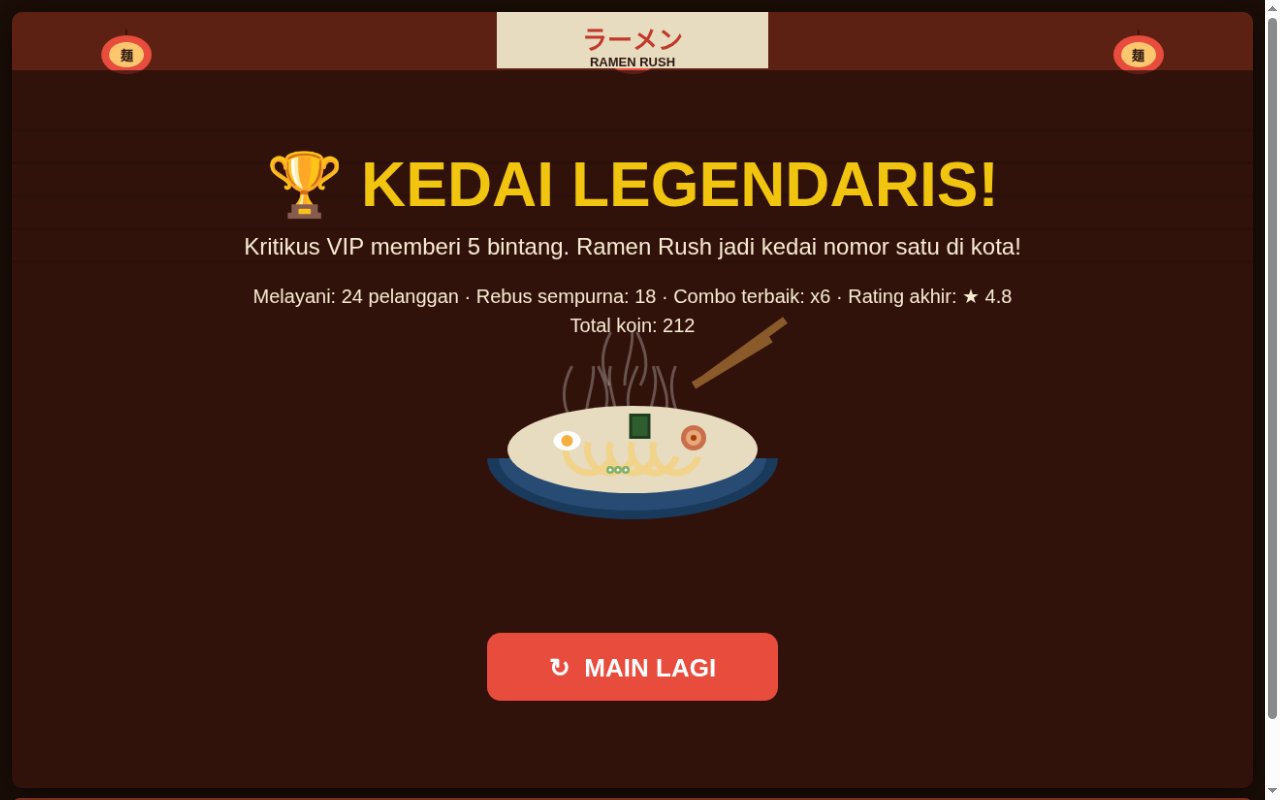 ラーメン
RAMEN RUSH
麺
麺
🏆 KEDAI LEGENDARIS!
Kritikus VIP memberi 5 bintang. Ramen Rush jadi kedai nomor satu di kota!
Melayani: 24 pelanggan · Rebus sempurna: 18 · Combo terbaik: x6 · Rating akhir: ★ 4.8
Total koin: 212
↻ MAIN LAGI